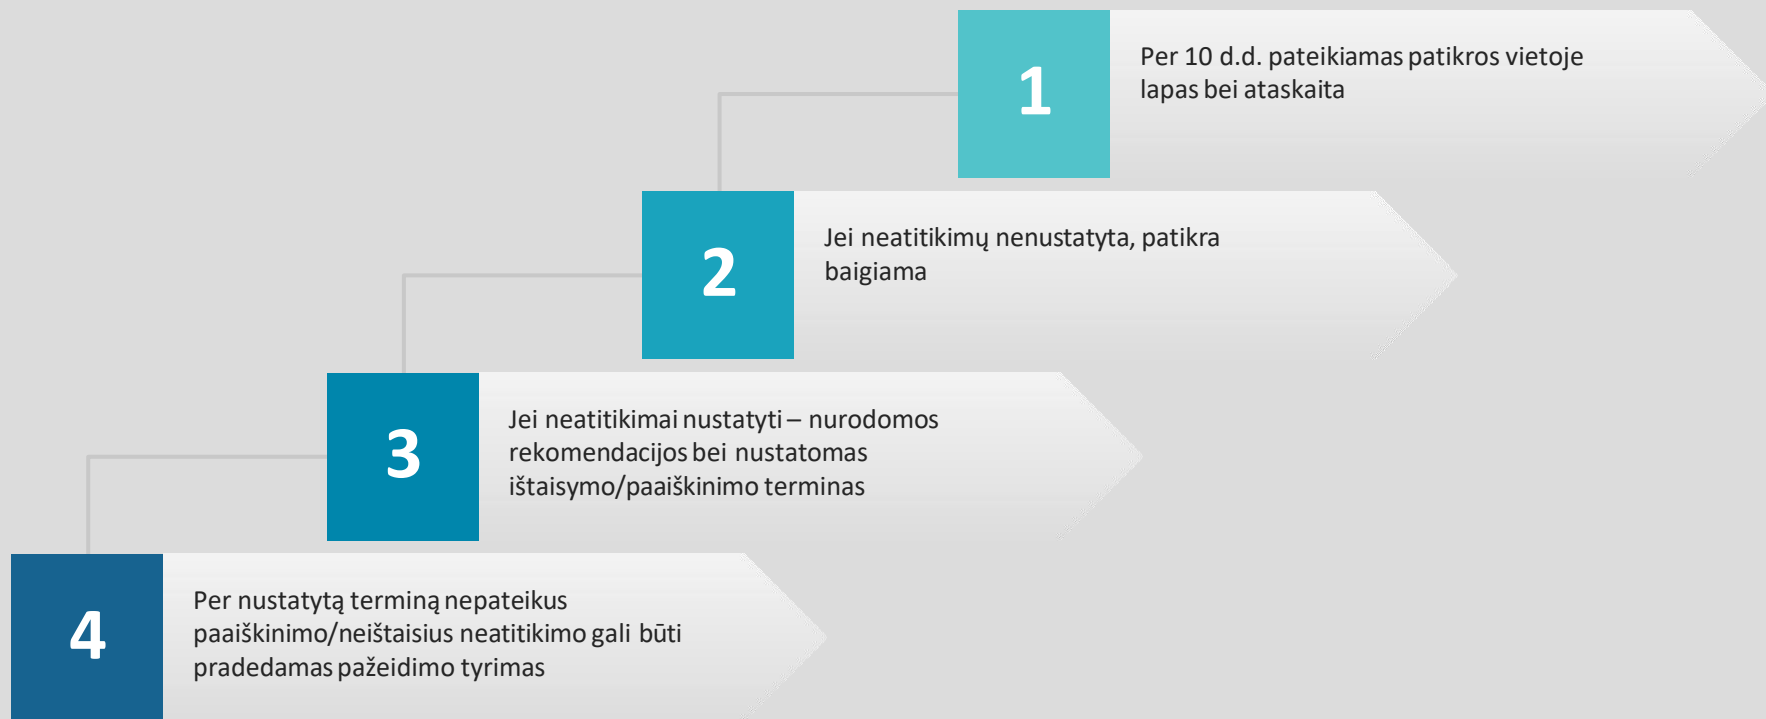 1
Per 10 d.d. pateikiamas patikros vietoje
lapas bei ataskaita
2
Jei neatitikimų nenustatyta, patikra
baigiama
3
Jei neatitikimai nustatyti – nurodomos
rekomendacijos bei nustatomas
ištaisymo/paaiškinimo terminas
4
Per nustatytą terminą nepateikus
paaiškinimo/neištaisius neatitikimo gali būti
pradedamas pažeidimo tyrimas